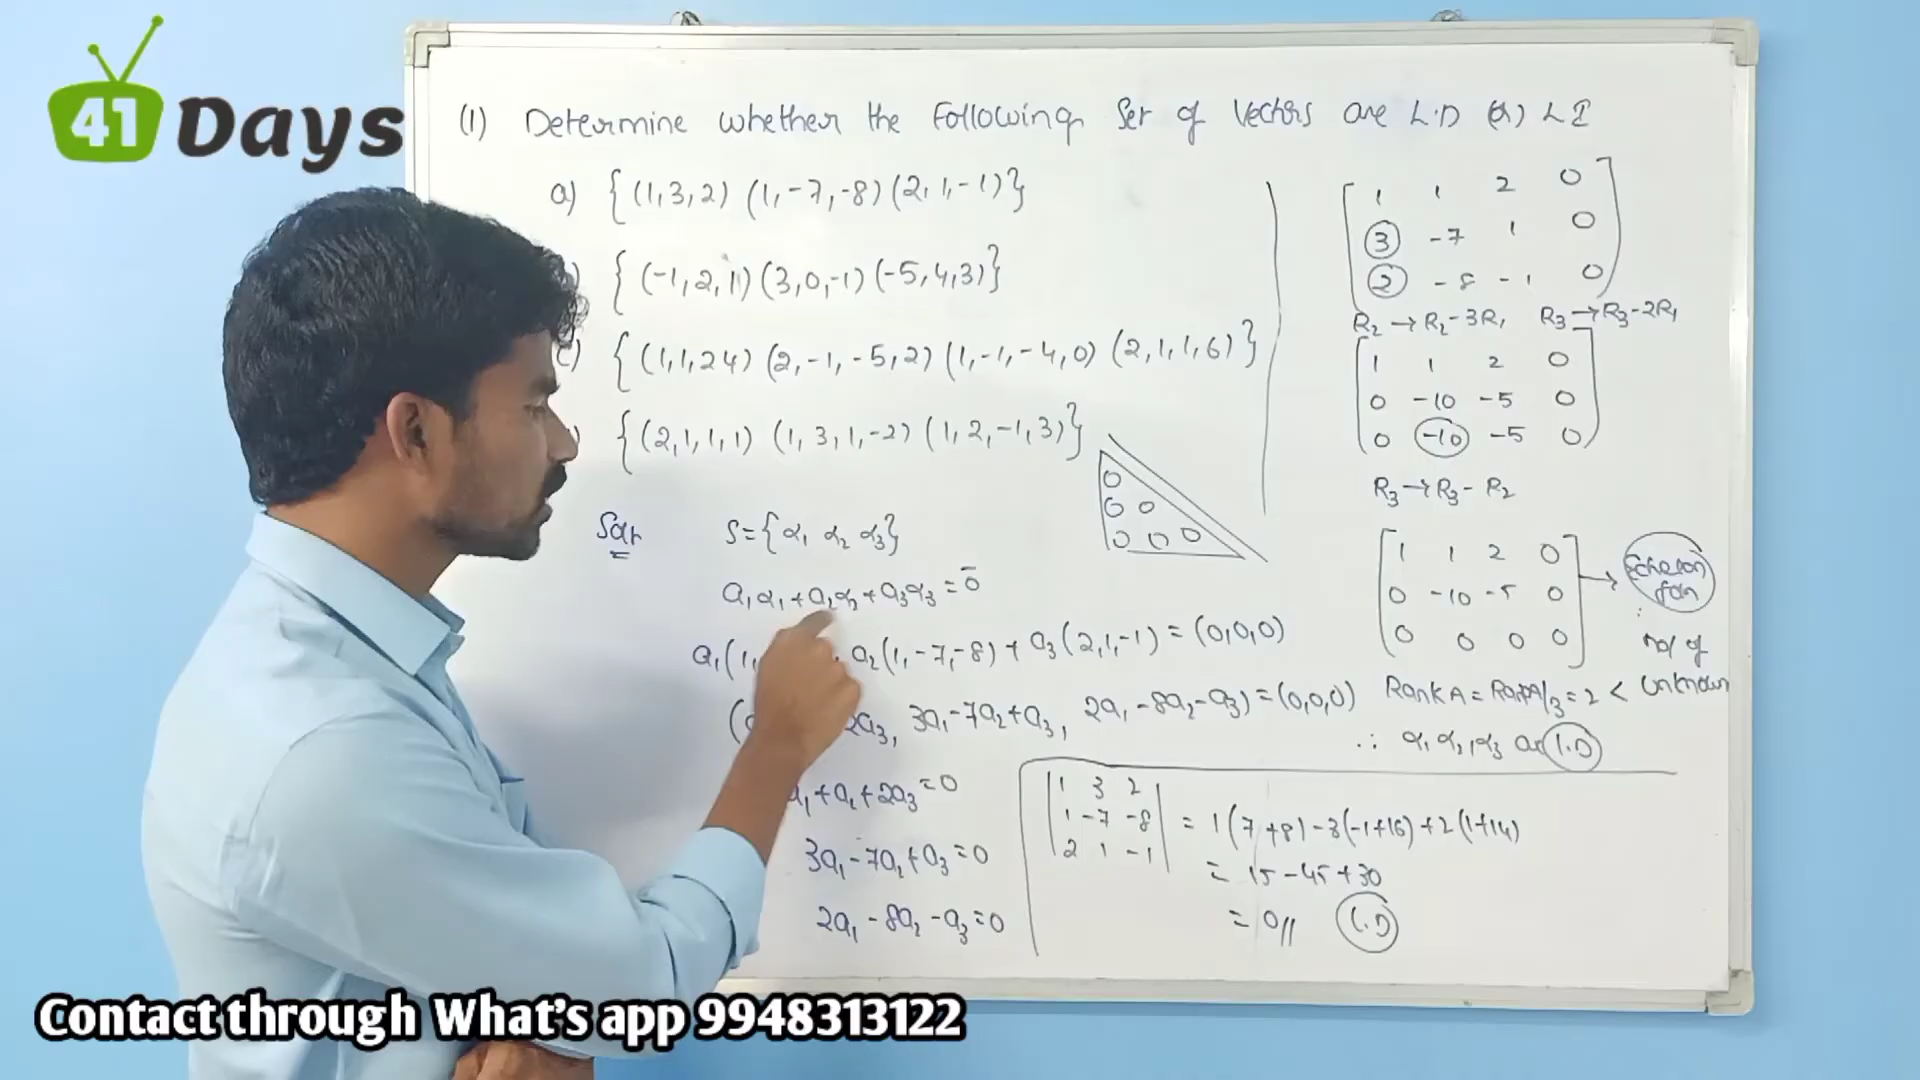 41 Days
(1) Determine whether the Following Set of Vectors are L.D (or) L I
a) { (1,3,2) (1,-7,-8) (2,1,-1)}
) { (-1,2,1) (3,0,-1) (-5,4,3)}
c) { (1,1,2 4) (2,-1,-5,2) (1,-1,-4,0) (2,1,1,6)}
) {(2,1,1,1) (1,3,1,-2) (1,2,-1,3)}
S={α₁ α₂ α₃}
a₁α₁+a₂α₂+a₃α₃=0̄
a₁(1, a₂(1,-7,-8)+a₃(2,1,-1)=(0,0,0)
( 2a₃, 3a₁-7a₂+a₃, 2a₁-8a₂-a₃)=(0,0,0)
a₁+a₂+2a₃=0
3a₁-7a₂+a₃=0
2a₁-8a₂-a₃=0
0
0 0
0 0 0
1 1 2 0
3 -7 1 0
2 -8 -1 0
R₂→R₂-3R₁ R₃→R₃-2R₁
1 1 2 0
0 -10 -5 0
0 -10 -5 0
R₃→R₃-R₂
1 1 2 0
0 -10 -5 0
0 0 0 0
→ Echelon form
no/ of
Rank A = Rank A/B = 2 < unknown
∴ α₁ α₂, α₃ are L.D
1 3 2
1 -7 -8
2 1 -1
= 1(7+8)-3(-1+16)+2(1+14)
= 15-45+30
= 0// L.D
Contact through What's app 9948313122